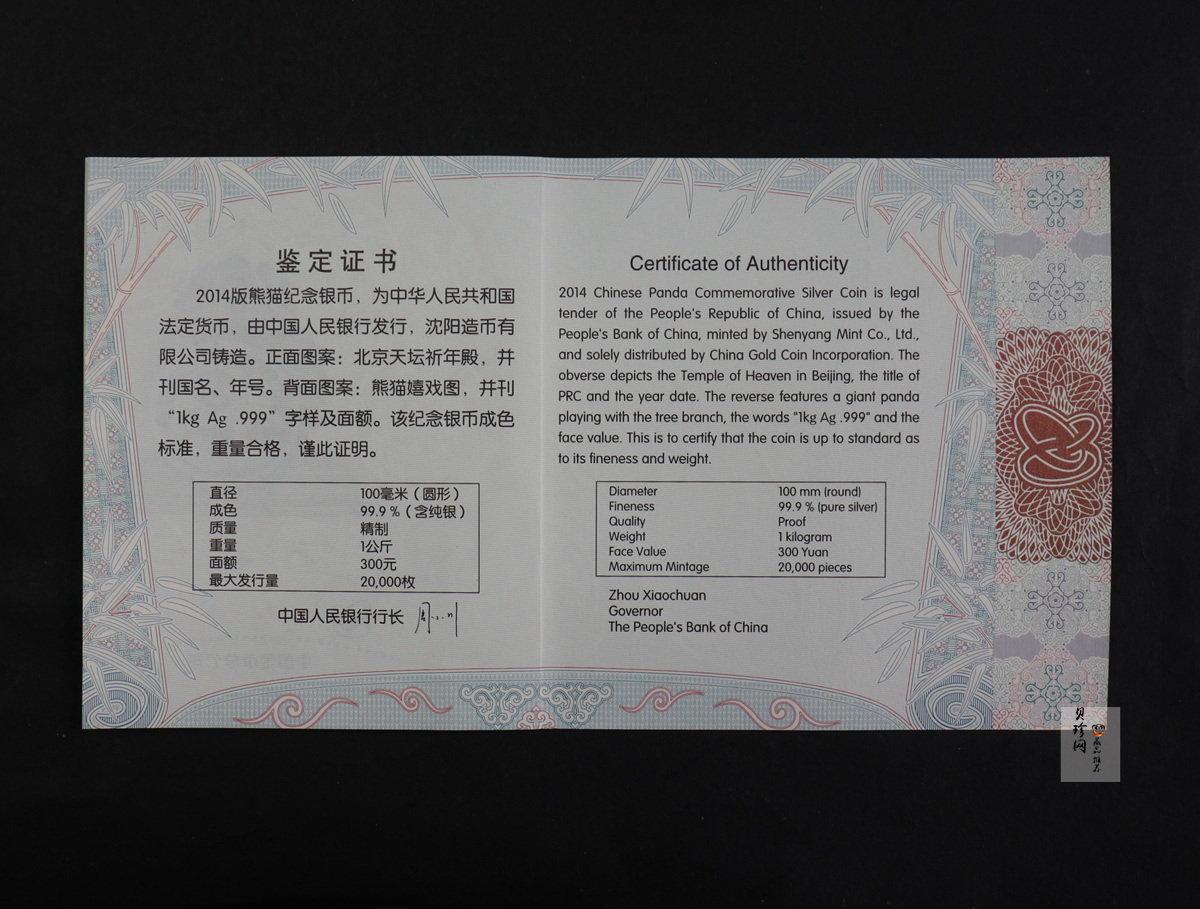 鉴定证书
2014版熊猫纪念银币，为中华人民共和国
法定货币，由中国人民银行发行，沈阳造币有
限公司铸造。正面图案：北京天坛祈年殿，并
刊国名、年号。背面图案：熊猫嬉戏图，并刊
“1kg Ag .999”字样及面额。该纪念银币成色
标准，重量合格，谨此证明。
直径 100毫米（圆形）
成色 99.9 %（含纯银）
质量 精制
重量 1公斤
面额 300元
最大发行量 20,000枚
中国人民银行行长
Certificate of Authenticity
2014 Chinese Panda Commemorative Silver Coin is legal
tender of the People's Republic of China, issued by the
People's Bank of China, minted by Shenyang Mint Co., Ltd.,
and solely distributed by China Gold Coin Incorporation. The
obverse depicts the Temple of Heaven in Beijing, the title of
PRC and the year date. The reverse features a giant panda
playing with the tree branch, the words "1kg Ag .999" and the
face value. This is to certify that the coin is up to standard as
to its fineness and weight.
Diameter 100 mm (round)
Fineness 99.9 % (pure silver)
Quality Proof
Weight 1 kilogram
Face Value 300 Yuan
Maximum Mintage 20,000 pieces
Zhou Xiaochuan
Governor
The People's Bank of China
贝珍网
藏品推荐